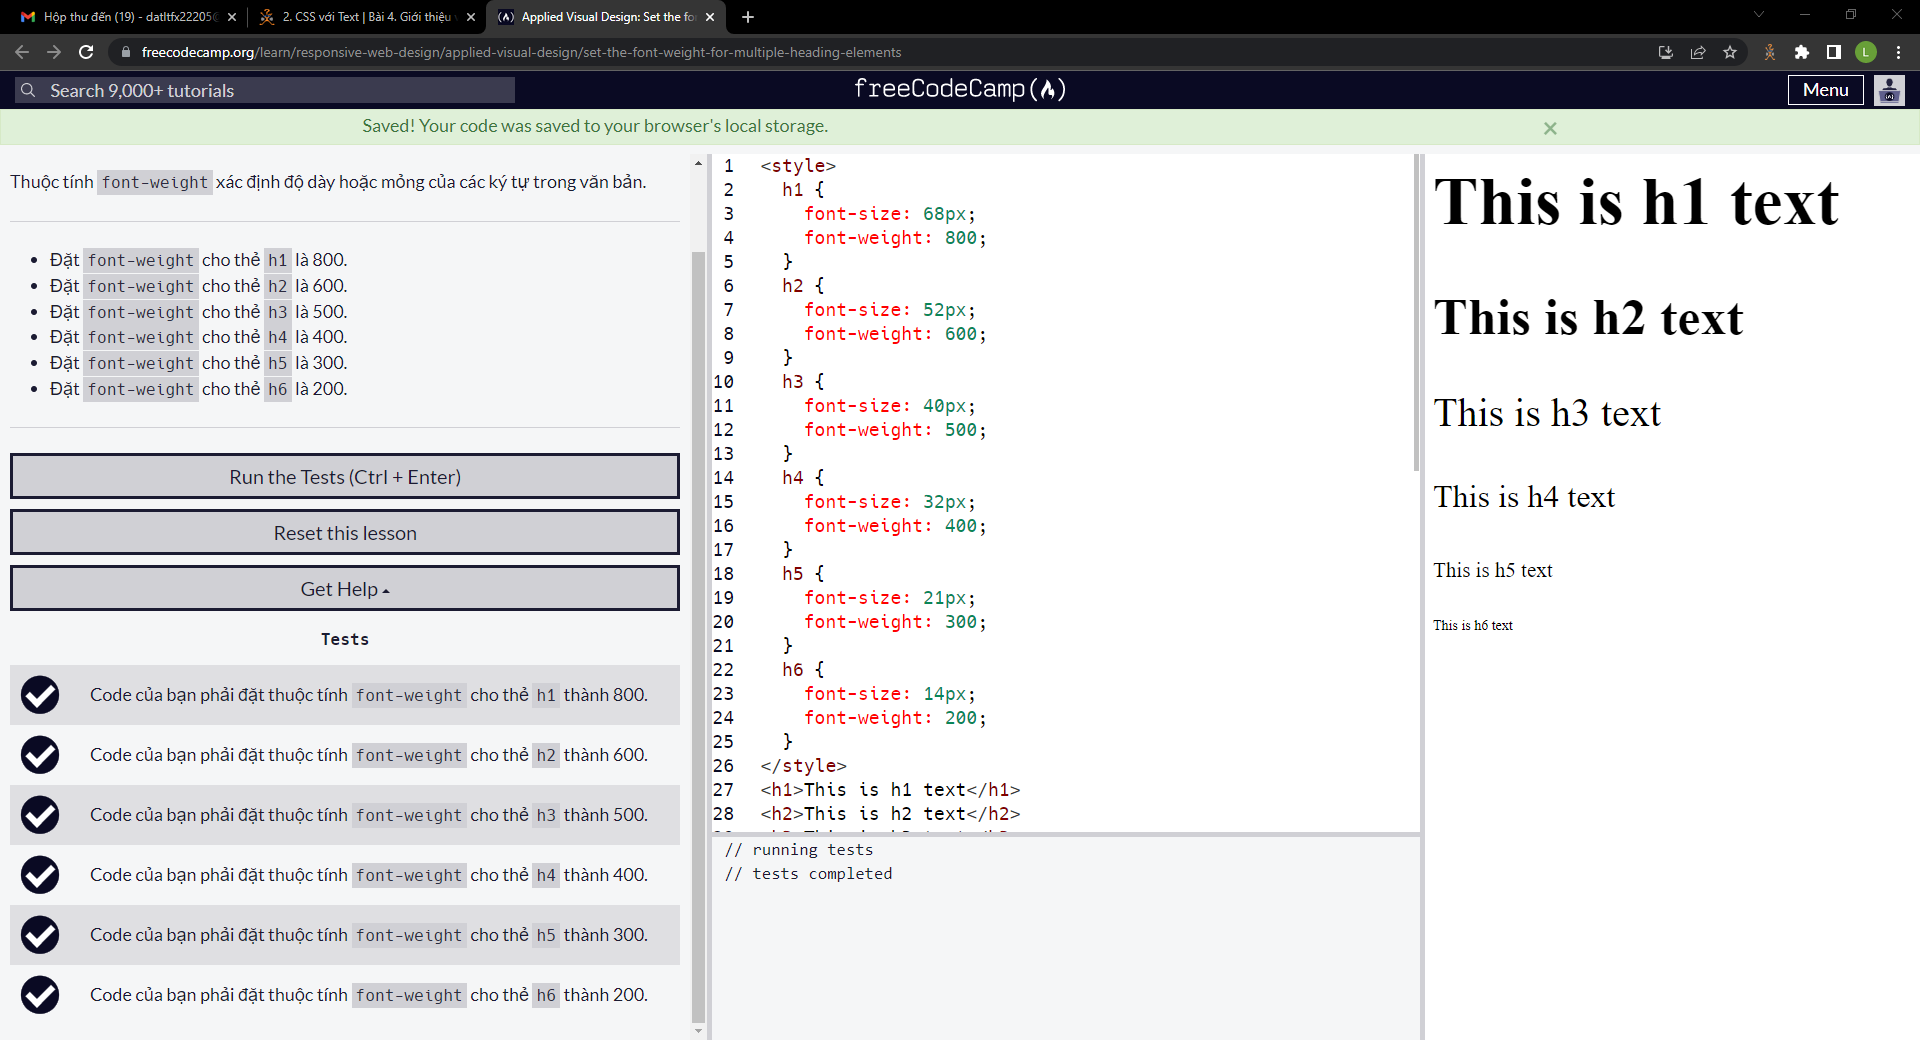 Hộp thư đến (19) - datltfx22205@
2. CSS với Text | Bài 4. Giới thiệu
Applied Visual Design: Set the fo
freecodecamp.org/learn/responsive-web-design/applied-visual-design/set-the-font-weight-for-multiple-heading-elements
L
Search 9,000+ tutorials
freeCodeCamp
Menu
Saved! Your code was saved to your browser's local storage.
Thuộc tính font-weight xác định độ dày hoặc mỏng của các ký tự trong văn bản.
Đặt font-weight cho thẻ h1 là 800.
Đặt font-weight cho thẻ h2 là 600.
Đặt font-weight cho thẻ h3 là 500.
Đặt font-weight cho thẻ h4 là 400.
Đặt font-weight cho thẻ h5 là 300.
Đặt font-weight cho thẻ h6 là 200.
Run the Tests (Ctrl + Enter)
Reset this lesson
Get Help
Tests
Code của bạn phải đặt thuộc tính font-weight cho thẻ h1 thành 800.
Code của bạn phải đặt thuộc tính font-weight cho thẻ h2 thành 600.
Code của bạn phải đặt thuộc tính font-weight cho thẻ h3 thành 500.
Code của bạn phải đặt thuộc tính font-weight cho thẻ h4 thành 400.
Code của bạn phải đặt thuộc tính font-weight cho thẻ h5 thành 300.
Code của bạn phải đặt thuộc tính font-weight cho thẻ h6 thành 200.
1 <style>
2 h1 {
3 font-size: 68px;
4 font-weight: 800;
5 }
6 h2 {
7 font-size: 52px;
8 font-weight: 600;
9 }
10 h3 {
11 font-size: 40px;
12 font-weight: 500;
13 }
14 h4 {
15 font-size: 32px;
16 font-weight: 400;
17 }
18 h5 {
19 font-size: 21px;
20 font-weight: 300;
21 }
22 h6 {
23 font-size: 14px;
24 font-weight: 200;
25 }
26 </style>
27 <h1>This is h1 text</h1>
28 <h2>This is h2 text</h2>
// running tests
// tests completed
This is h1 text
This is h2 text
This is h3 text
This is h4 text
This is h5 text
This is h6 text